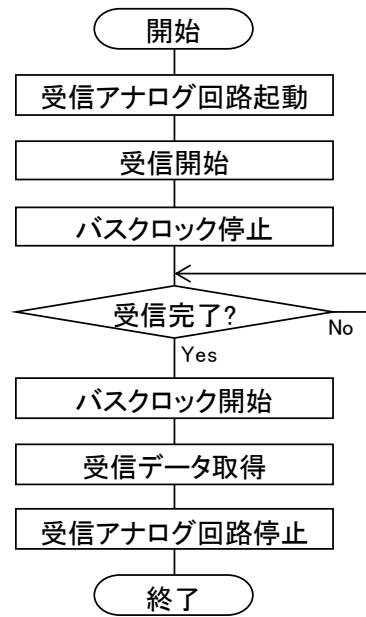 開始
受信アナログ回路起動
受信開始
バスクロック停止
受信完了?
No
Yes
バスクロック開始
受信データ取得
受信アナログ回路停止
終了